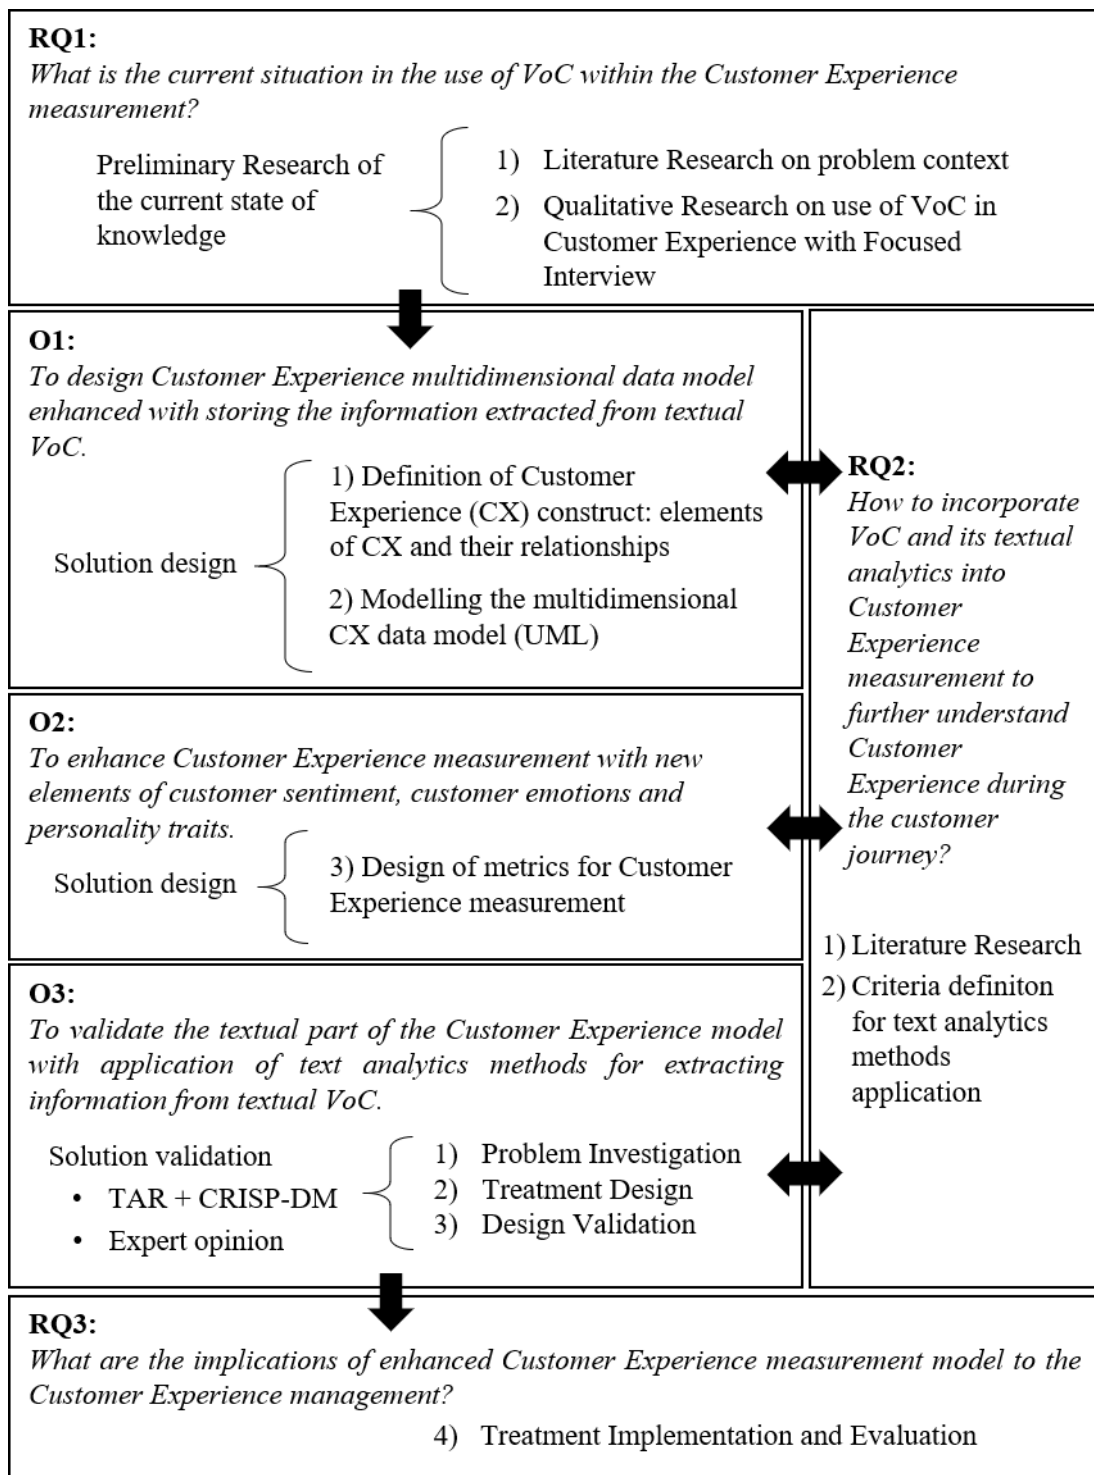 RQ1:
What is the current situation in the use of VoC within the Customer Experience
measurement?
Preliminary Research of
the current state of
knowledge
1) Literature Research on problem context
2) Qualitative Research on use of VoC in
Customer Experience with Focused
Interview
O1:
To design Customer Experience multidimensional data model
enhanced with storing the information extracted from textual
VoC.
Solution design
1) Definition of Customer
Experience (CX) construct: elements
of CX and their relationships
2) Modelling the multidimensional
CX data model (UML)
O2:
To enhance Customer Experience measurement with new
elements of customer sentiment, customer emotions and
personality traits.
Solution design
3) Design of metrics for Customer
Experience measurement
O3:
To validate the textual part of the Customer Experience model
with application of text analytics methods for extracting
information from textual VoC.
Solution validation
• TAR + CRISP-DM
• Expert opinion
1) Problem Investigation
2) Treatment Design
3) Design Validation
RQ2:
How to incorporate
VoC and its textual
analytics into
Customer
Experience
measurement to
further understand
Customer
Experience during
the customer
journey?
1) Literature Research
2) Criteria definiton
for text analytics
methods
application
RQ3:
What are the implications of enhanced Customer Experience measurement model to the
Customer Experience management?
4) Treatment Implementation and Evaluation